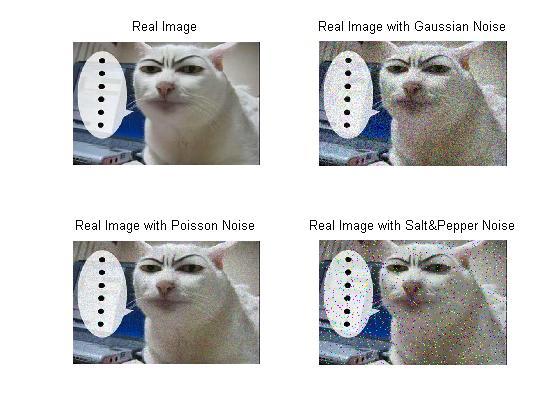 Real Image
Real Image with Gaussian Noise
Real Image with Poisson Noise
Real Image with Salt&Pepper Noise